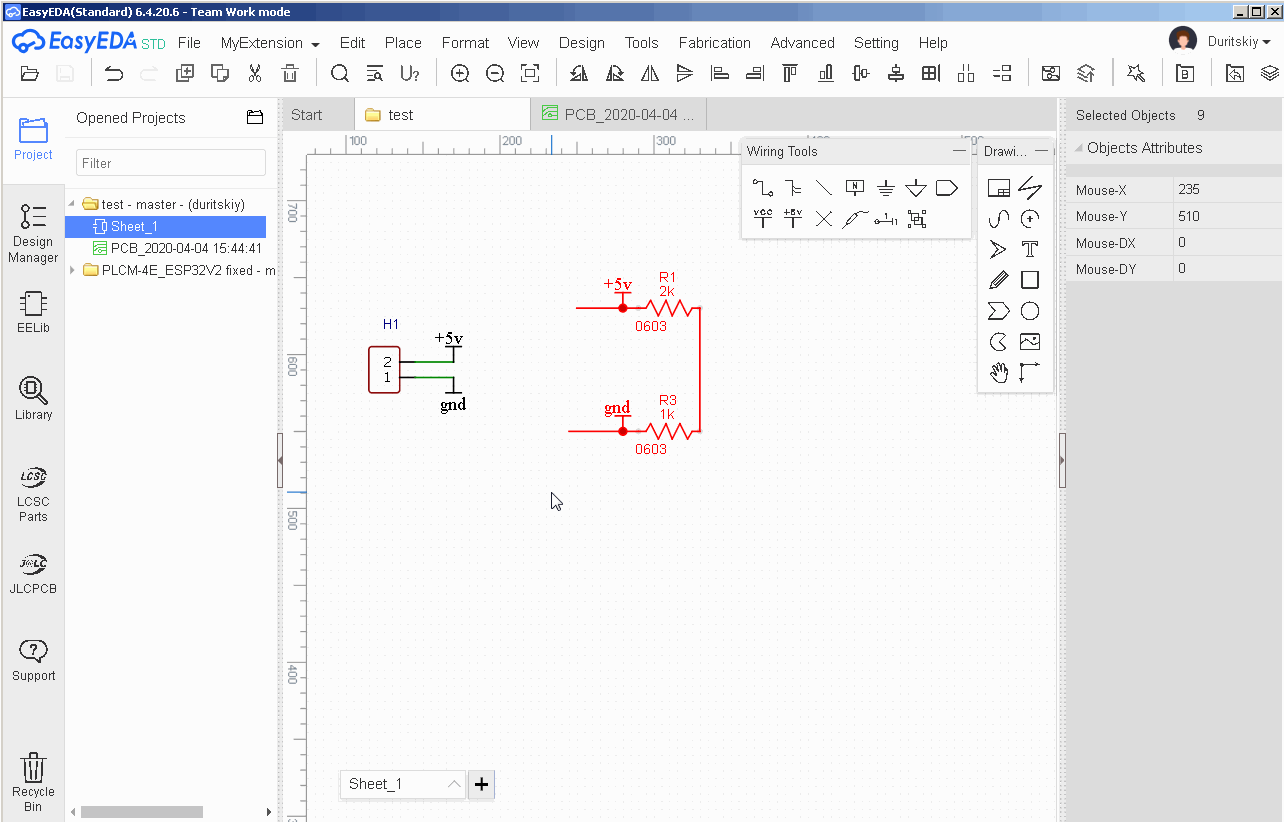 EasyEDA(Standard) 6.4.20.6 - Team Work mode
EasyEDA STD File MyExtension Edit Place Format View Design Tools Fabrication Advanced Setting Help Duritskiy
Project
Design
Manager
EELib
Library
LCSC
LCSC
Parts
JLCPCB
Support
Recycle
Bin
Opened Projects
Filter
test - master - (duritskiy)
Sheet_1
PCB_2020-04-04 15:44:41
PLCM-4E_ESP32V2 fixed - m
Start test PCB_2020-04-04 ...
100 200 300
700
600
500
400
Wiring Tools
N
VCC +5V
Drawi...
T
H1
+5v
2
1
gnd
+5v
R1
2k
0603
gnd
R3
1k
0603
Sheet_1
Selected Objects 9
Objects Attributes
Mouse-X 235
Mouse-Y 510
Mouse-DX 0
Mouse-DY 0